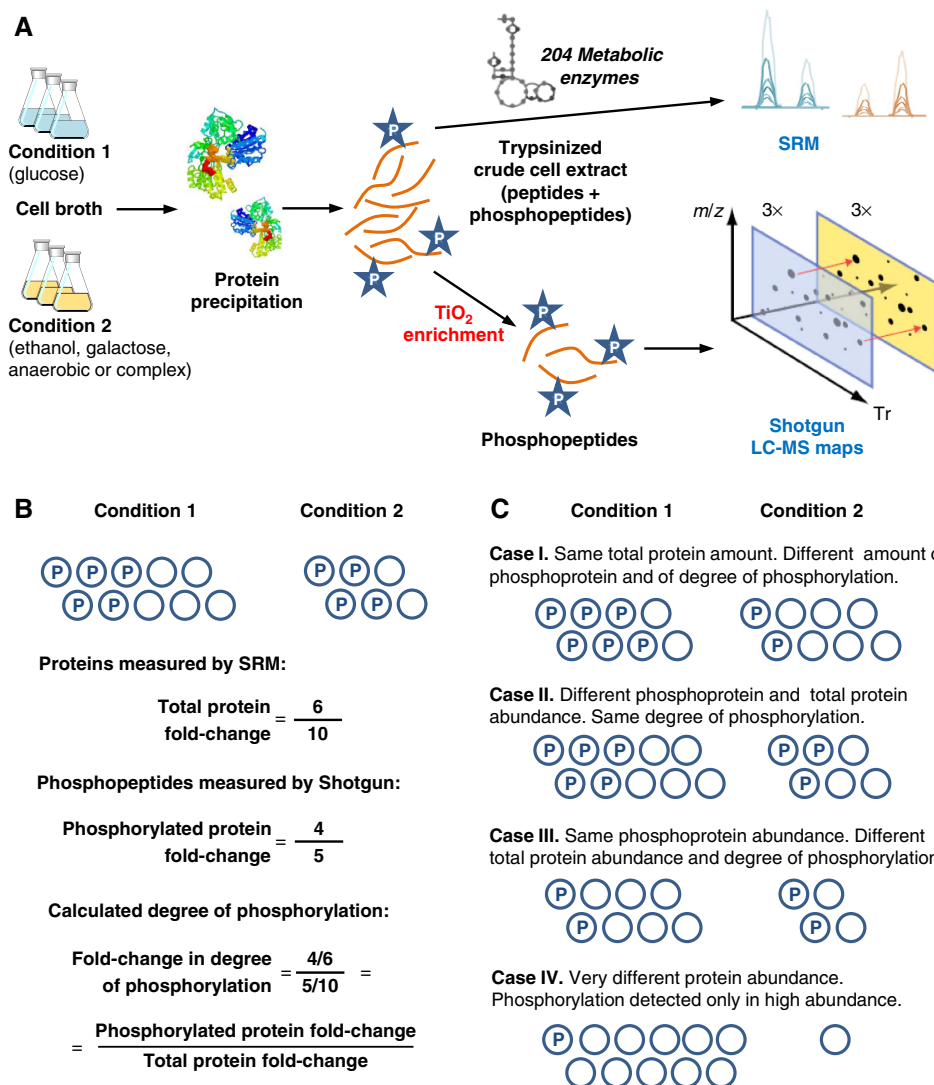 A
204 Metabolic
enzymes
P
Condition 1
(glucose)
SRM
Trypsinized
crude cell extract
(peptides +
phosphopeptides)
Cell broth
m/z
3×
3×
P
P
Protein
precipitation
Condition 2
(ethanol, galactose,
anaerobic or complex)
TiO2
enrichment
P
P
P
Tr
Phosphopeptides
Shotgun
LC-MS maps
B
Condition 1
Condition 2
P P P
P P
P P
P P
Proteins measured by SRM:
Total protein
fold-change
=
6
10
Phosphopeptides measured by Shotgun:
Phosphorylated protein
fold-change
=
4
5
Calculated degree of phosphorylation:
Fold-change in degree
of phosphorylation
=
4/6
5/10
=
=
Phosphorylated protein fold-change
Total protein fold-change
C
Condition 1
Condition 2
Case I. Same total protein amount. Different amount o
phosphoprotein and of degree of phosphorylation.
P P P
P P P
P
P
Case II. Different phosphoprotein and total protein
abundance. Same degree of phosphorylation.
P P P
P P
P P
P
Case III. Same phosphoprotein abundance. Different
total protein abundance and degree of phosphorylation
P
P
P
P
Case IV. Very different protein abundance.
Phosphorylation detected only in high abundance.
P